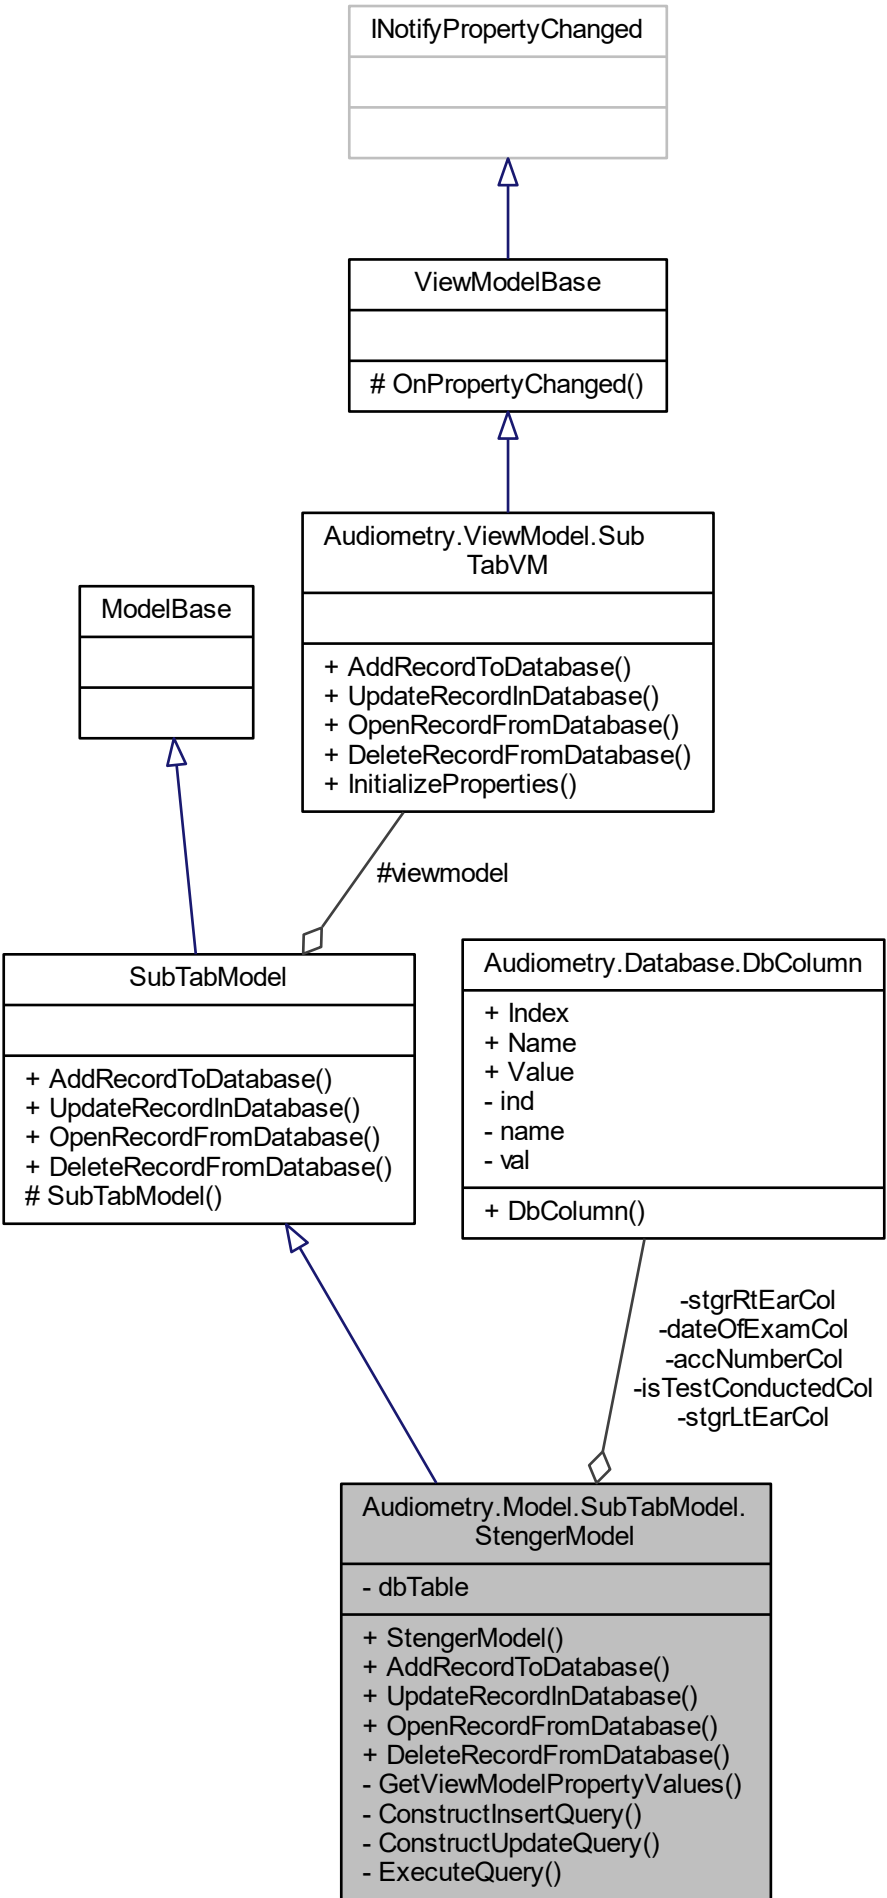 INotifyPropertyChanged
ViewModelBase
# OnPropertyChanged()
Audiometry.ViewModel.Sub
TabVM
+ AddRecordToDatabase()
+ UpdateRecordInDatabase()
+ OpenRecordFromDatabase()
+ DeleteRecordFromDatabase()
+ InitializeProperties()
ModelBase
#viewmodel
SubTabModel
+ AddRecordToDatabase()
+ UpdateRecordInDatabase()
+ OpenRecordFromDatabase()
+ DeleteRecordFromDatabase()
# SubTabModel()
Audiometry.Database.DbColumn
+ Index
+ Name
+ Value
- ind
- name
- val
+ DbColumn()
-stgrRtEarCol
-dateOfExamCol
-accNumberCol
-isTestConductedCol
-stgrLtEarCol
Audiometry.Model.SubTabModel.
StengerModel
- dbTable
+ StengerModel()
+ AddRecordToDatabase()
+ UpdateRecordInDatabase()
+ OpenRecordFromDatabase()
+ DeleteRecordFromDatabase()
- GetViewModelPropertyValues()
- ConstructInsertQuery()
- ConstructUpdateQuery()
- ExecuteQuery()